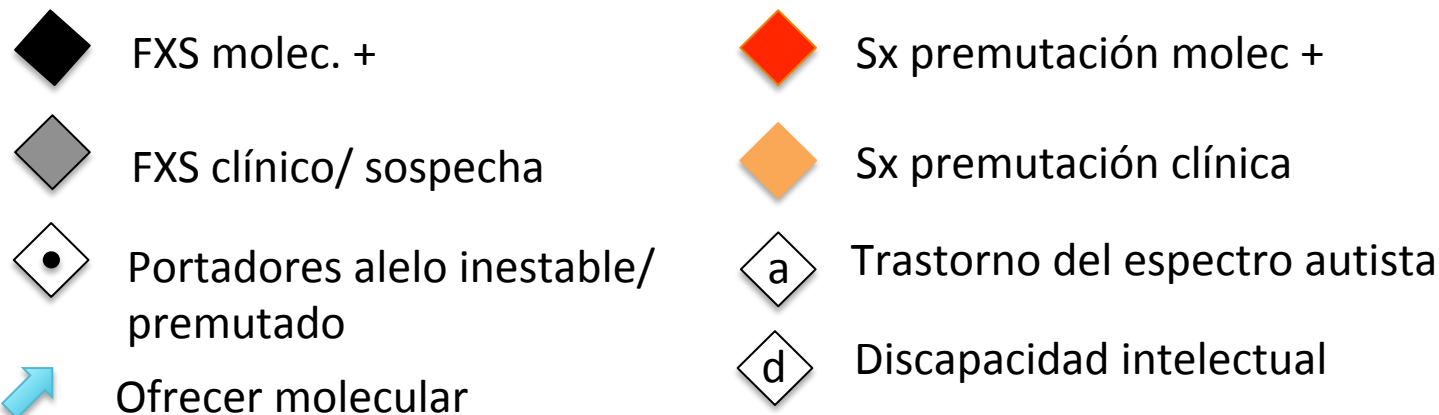 FXS molec. +
FXS clínico/ sospecha
Portadores alelo inestable/
premutado
Ofrecer molecular
Sx premutación molec +
Sx premutación clínica
a Trastorno del espectro autista
d Discapacidad intelectual